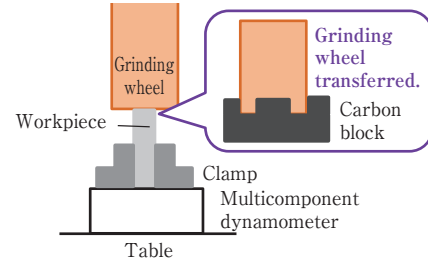 Grinding
wheel
Workpiece
Clamp
Multicomponent
dynamometer
Table
Grinding
wheel
transferred.
Carbon
block